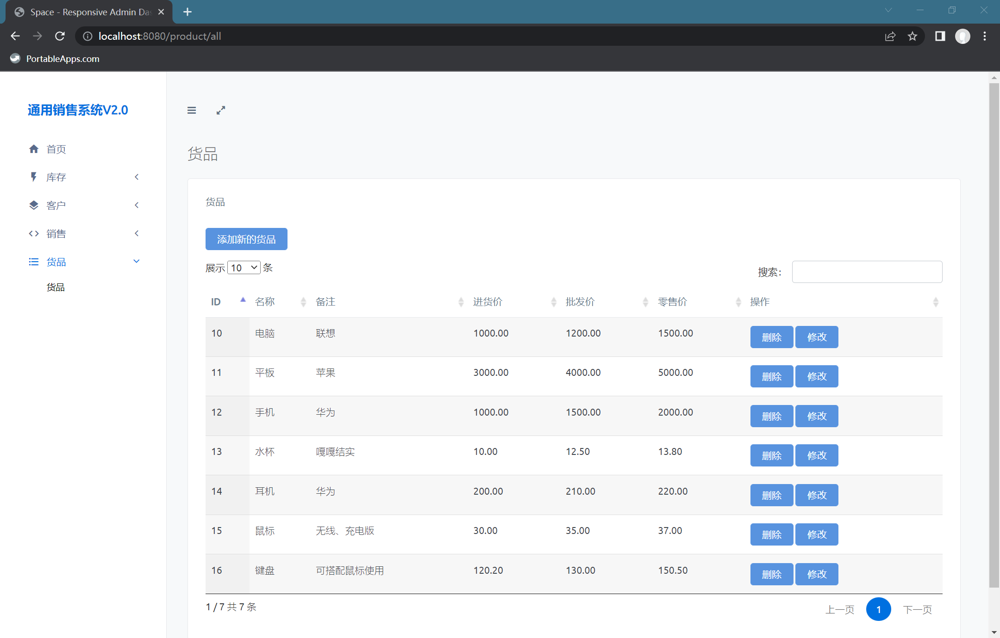 Space - Responsive Admin Das
localhost:8080/product/all
PortableApps.com
通用销售系统V2.0
首页
库存
客户
销售
货品
货品
货品
货品
添加新的货品
展示 10 条
搜索：
ID 名称 备注 进货价 批发价 零售价 操作
10 电脑 联想 1000.00 1200.00 1500.00 删除 修改
11 平板 苹果 3000.00 4000.00 5000.00 删除 修改
12 手机 华为 1000.00 1500.00 2000.00 删除 修改
13 水杯 嘎嘎结实 10.00 12.50 13.80 删除 修改
14 耳机 华为 200.00 210.00 220.00 删除 修改
15 鼠标 无线、充电版 30.00 35.00 37.00 删除 修改
16 键盘 可搭配鼠标使用 120.20 130.00 150.50 删除 修改
1 / 7 共 7 条
上一页 1 下一页